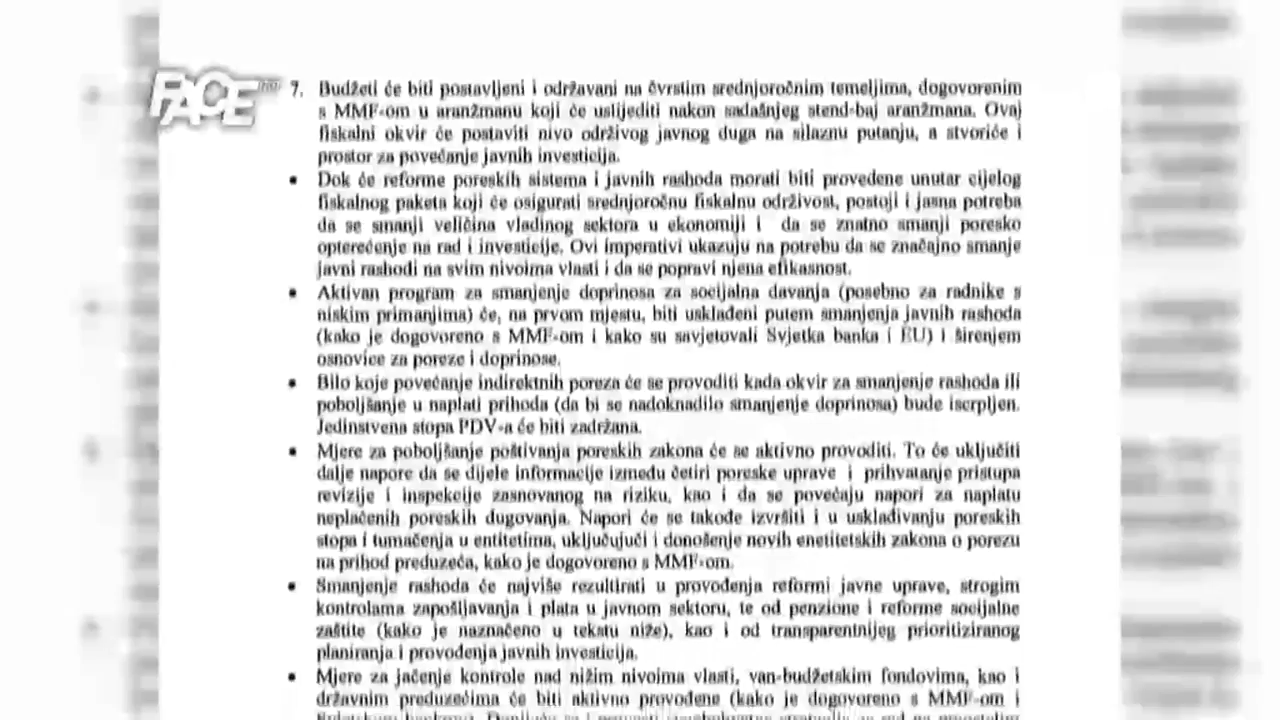 FACE
7. Budžeti će biti postavljeni i održavani na čvrstim srednjoročnim temeljima, dogovorenim
s MMF-om u aranžmanu koji će uslijediti nakon sadašnjeg stend-baj aranžmana. Ovaj
fiskalni okvir će postaviti nivo održivog javnog duga na silaznu putanju, a stvoriće i
prostor za povećanje javnih investicija.
• Dok će reforme poreskih sistema i javnih rashoda morati biti provedene unutar cijelog
fiskalnog paketa koji će osigurati srednjoročnu fiskalnu održivost, postoji i jasna potreba
da se smanji veličina vladinog sektora u ekonomiji i da se znatno smanji poresko
opterećenje na rad i investicije. Ovi imperativi ukazuju na potrebu da se značajno smanje
javni rashodi na svim nivoima vlasti i da se popravi njena efikasnost.
• Aktivan program za smanjenje doprinosa za socijalna davanja (posebno za radnike s
niskim primanjima) će, na prvom mjestu, biti usklađeni putem smanjenja javnih rashoda
(kako je dogovoreno s MMF-om i kako su savjetovali Svjetka banka i EU) i širenjem
osnovice za poreze i doprinose.
• Bilo koje povećanje indirektnih poreza će se provoditi kada okvir za smanjenje rashoda ili
poboljšanje u naplati prihoda (da bi se nadoknadilo smanjenje doprinosa) bude iscrpljen.
Jedinstvena stopa PDV-a će biti zadržana.
• Mjere za poboljšanje poštivanja poreskih zakona će se aktivno provoditi. To će uključiti
dalje napore da se dijele informacije između četiri poreske uprave i prihvatanje pristupa
revizije i inspekcije zasnovanog na riziku, kao i da se povećaju napori za naplatu
neplaćenih poreskih dugovanja. Napori će se takođe izvršiti i u usklađivanju poreskih
stopa i tumačenja u entitetima, uključujući i donošenje novih enetitetskih zakona o porezu
na prihod preduzeća, kako je dogovoreno s MMF-om.
• Smanjenje rashoda će najviše rezultirati u provođenja reformi javne uprave, strogim
kontrolama zapošljavanja i plata u javnom sektoru, te od penzione i reforme socijalne
zaštite (kako je naznačeno u tekstu niže), kao i od transparentnijeg prioritiziranog
planiranja i provođenja javnih investicija.
• Mjere za jačenje kontrole nad nižim nivoima vlasti, van-budžetskim fondovima, kao i
državnim preduzećima će biti aktivno provođene (kako je dogovoreno s MMF-om i